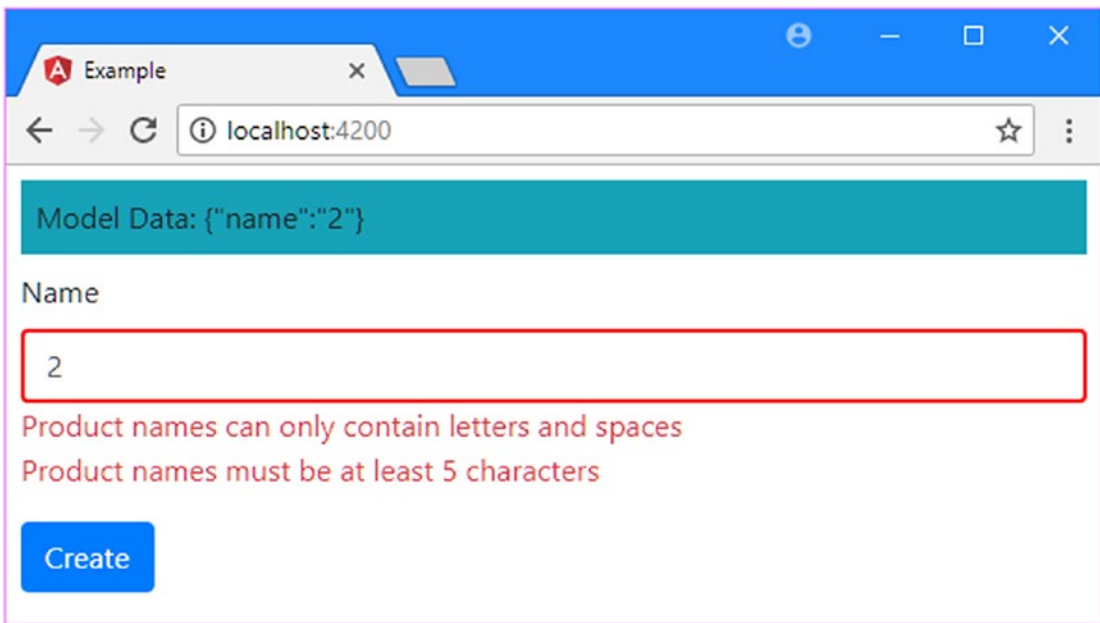 Example
localhost:4200
Model Data: {"name":"2"}
Name
2
Product names can only contain letters and spaces
Product names must be at least 5 characters
Create